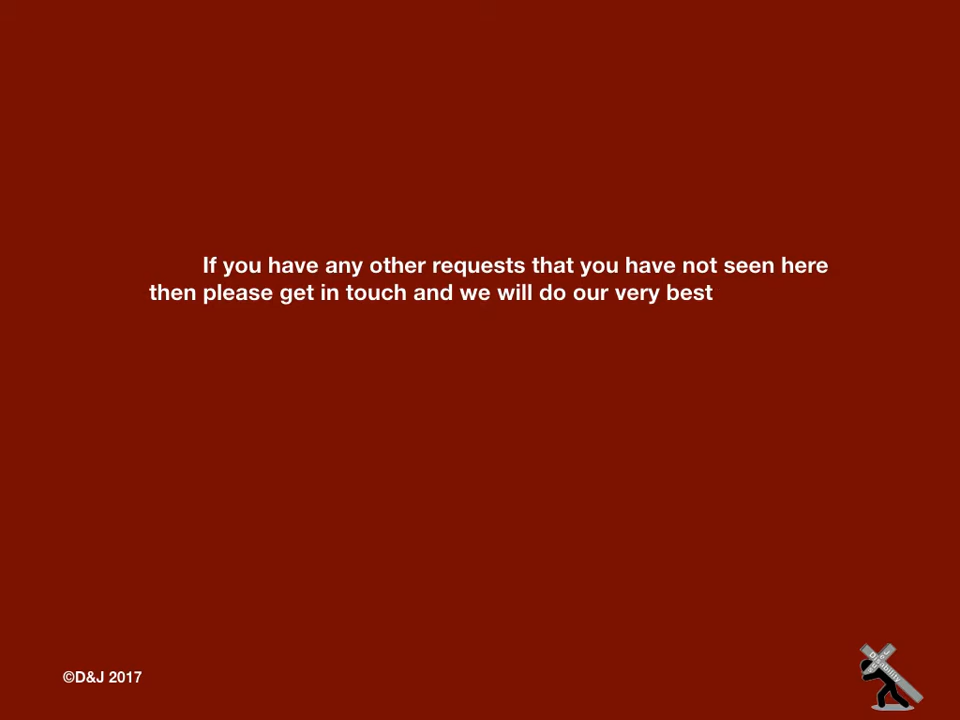 If you have any other requests that you have not seen here
then please get in touch and we will do our very best
©D&J 2017
Disability